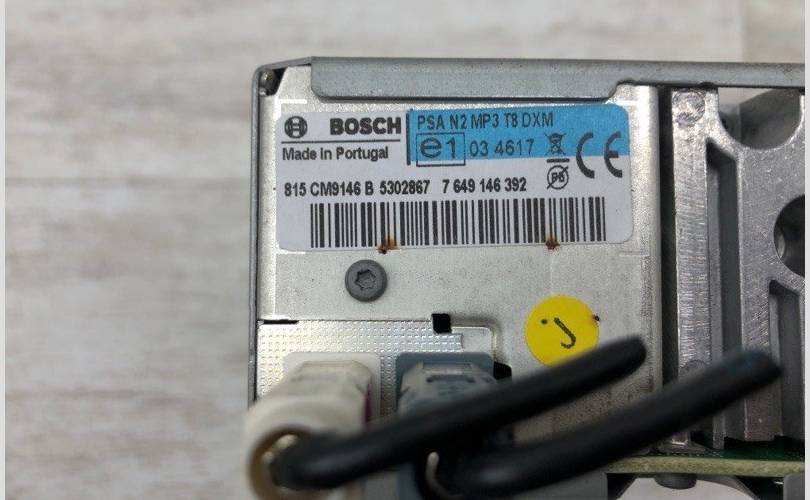 BOSCH
Made in Portugal
PSA N2 MP3 T8 DXM
e1 03 4617 CE
Pb
815 CM9146 B 5302867 7 649 146 392
J